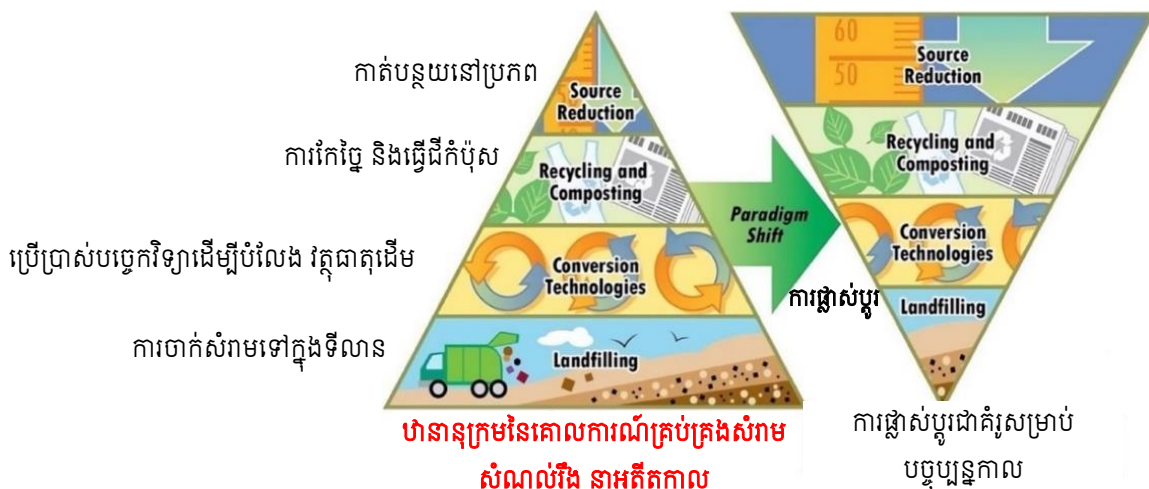 កាត់បន្ថយនៅប្រភព
ការកែច្នៃ និងធ្វើជីកំប៉ុស
ប្រើប្រាស់បច្ចេកវិទ្យាដើម្បីបំលែង វត្ថុធាតុដើម
ការចាក់សំរាមទៅក្នុងទីលាន
50
Source
Reduction
Recycling and
Composting
Conversion
Technologies
Landfilling
ឋានានុក្រមនៃគោលការណ៍គ្រប់គ្រងសំរាម
សំណល់រឹង នាអតីតកាល
Paradigm
Shift
ការផ្លាស់ប្តូរ
60
50
Source
Reduction
Recycling and
Composting
Conversion
Technologies
Landfilling
ការផ្លាស់ប្តូរជាគំរូសម្រាប់
បច្ចុប្បន្នកាល